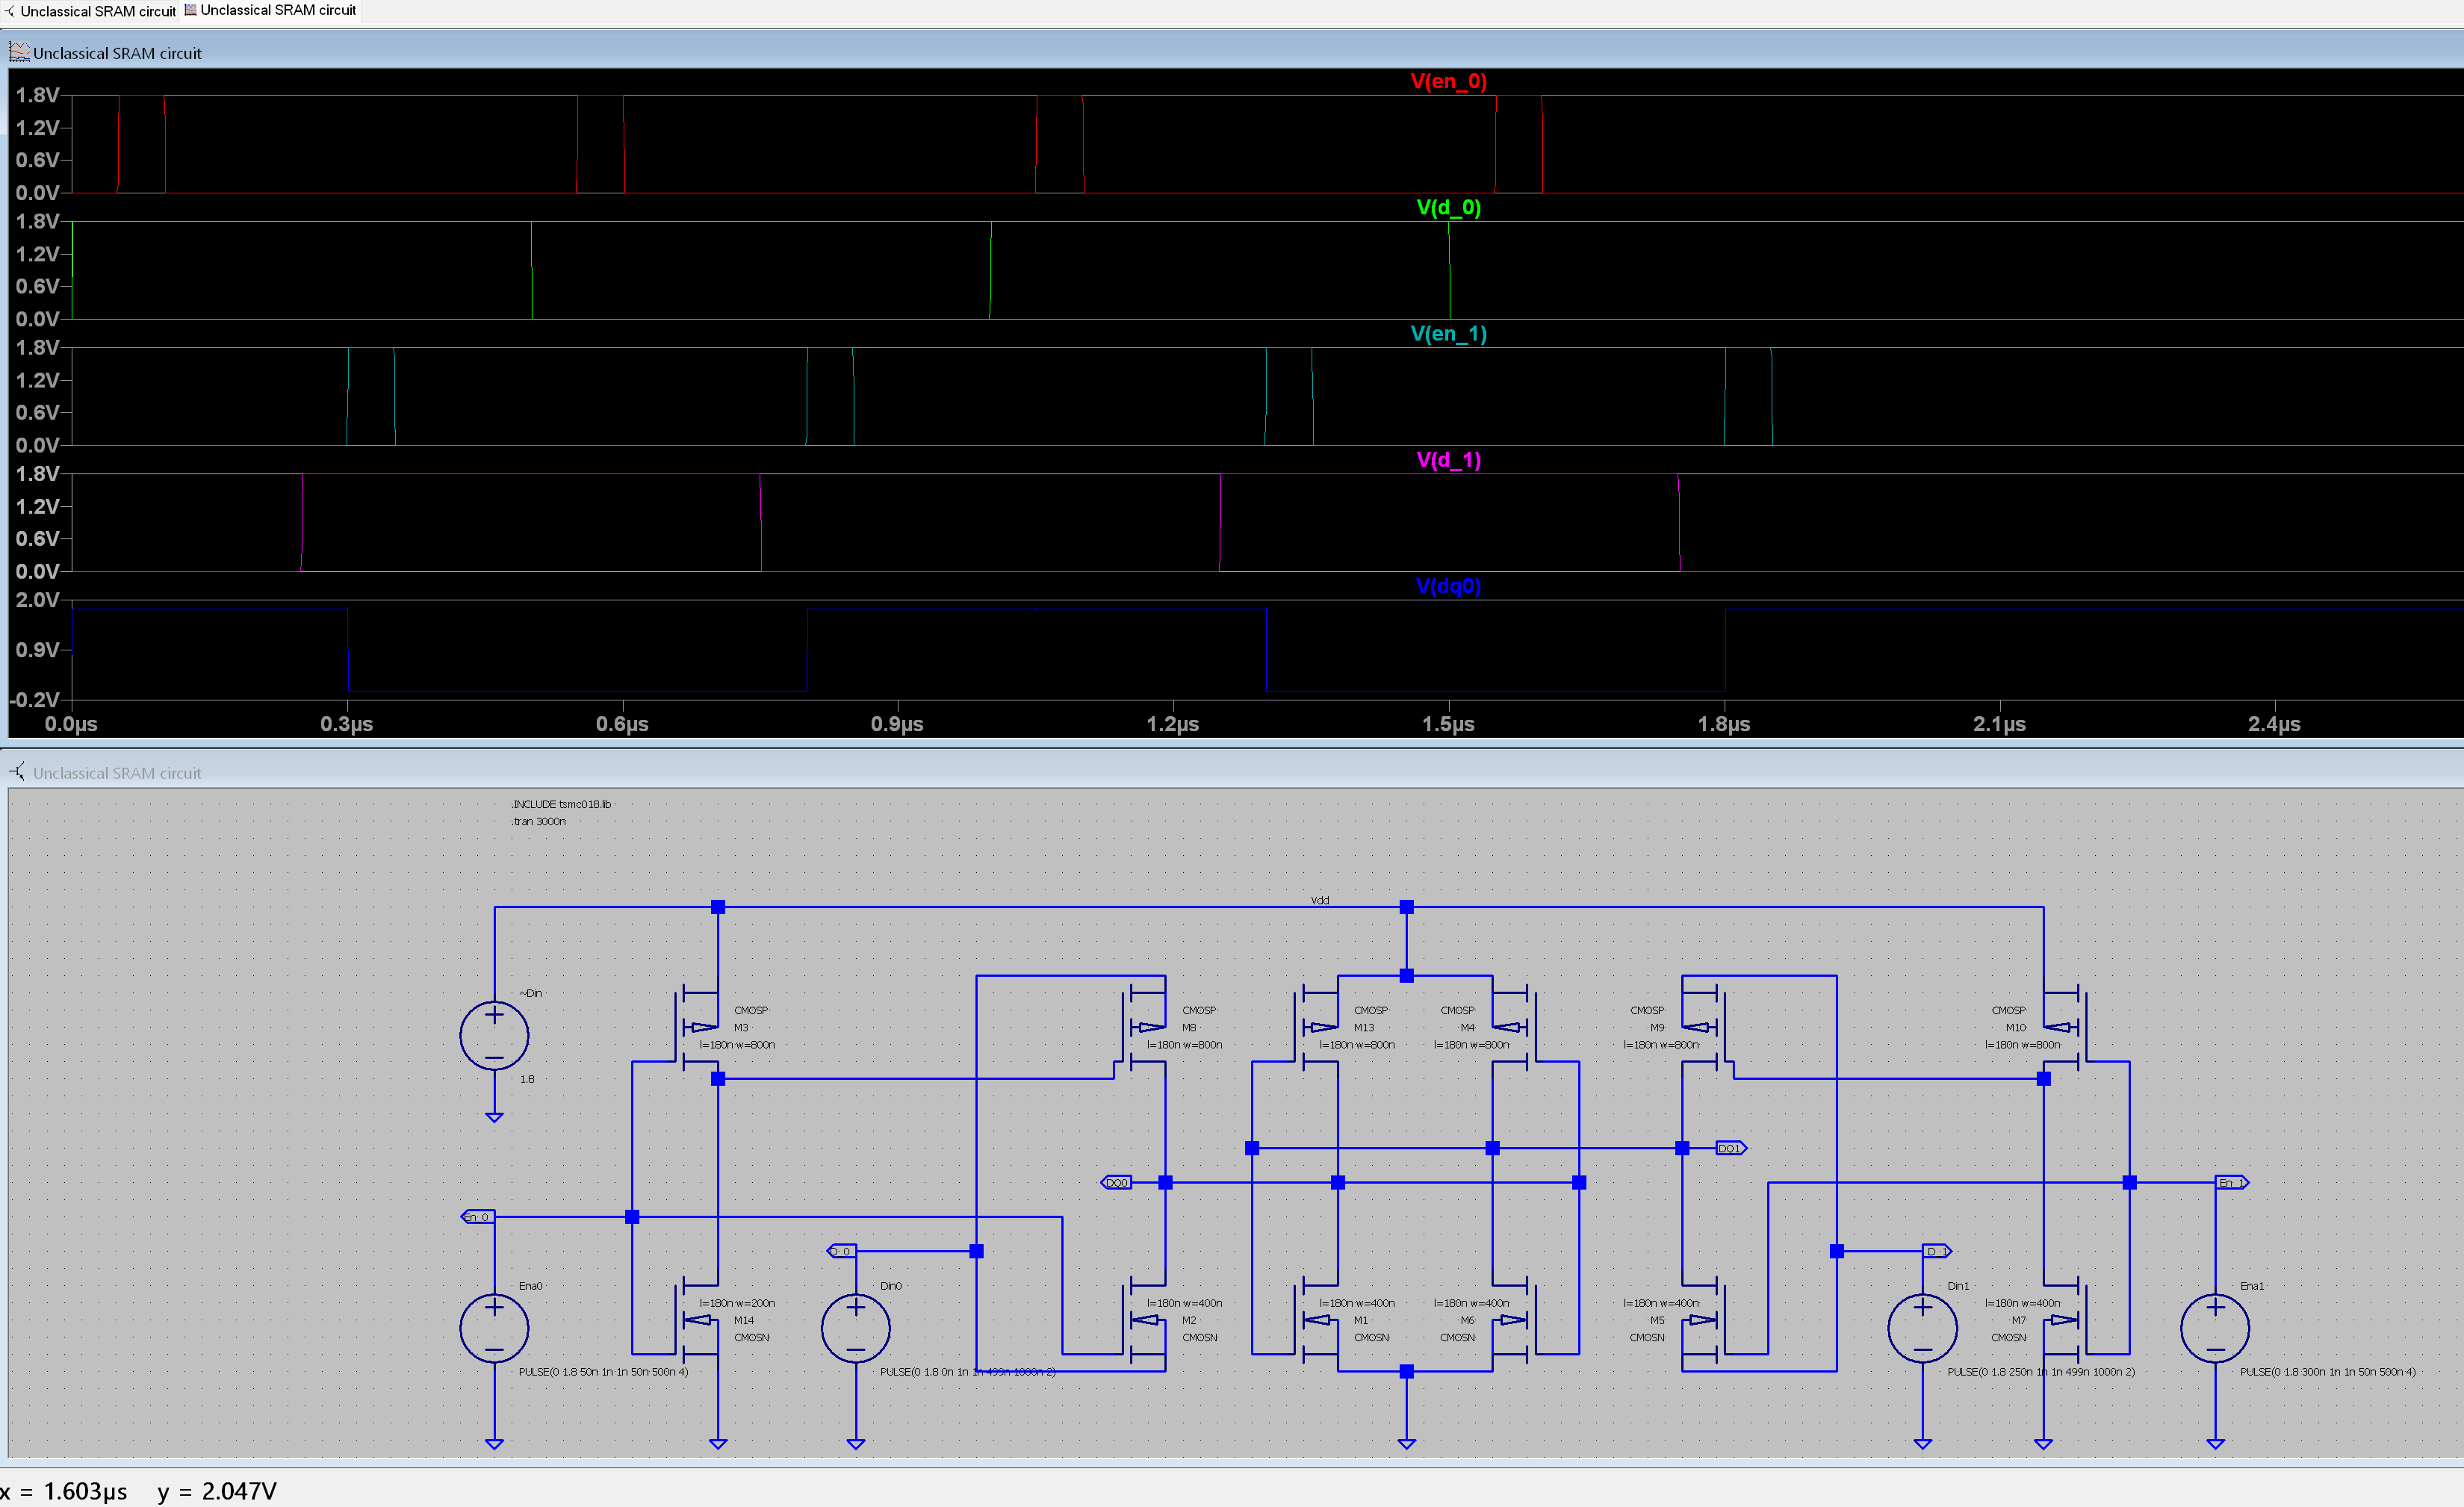 Unclassical SRAM circuit Unclassical SRAM circuit
Unclassical SRAM circuit
V(en_0)
1.8V
1.2V
0.6V
0.0V
V(d_0)
1.8V
1.2V
0.6V
0.0V
V(en_1)
1.8V
1.2V
0.6V
0.0V
V(d_1)
1.8V
1.2V
0.6V
0.0V
V(dq0)
2.0V
0.9V
-0.2V
0.0µs 0.3µs 0.6µs 0.9µs 1.2µs 1.5µs 1.8µs 2.1µs 2.4µs
Unclassical SRAM circuit
.INCLUDE tsmc018.lib
.tran 3000n
Vdd
~Din
CMOSP CMOSP CMOSP CMOSP CMOSP CMOSP
M3 M8 M13 M4 M9 M10
l=180n w=800n l=180n w=800n l=180n w=800n l=180n w=800n l=180n w=800n l=180n w=800n
1.8
DQ1
DQ0 En_1
En_0
D_0 D_1
Ena0 Din0 Din1 Ena1
l=180n w=200n l=180n w=400n l=180n w=400n l=180n w=400n l=180n w=400n l=180n w=400n
M14 M2 M1 M6 M5 M7
CMOSN CMOSN CMOSN CMOSN CMOSN CMOSN
PULSE(0 1.8 50n 1n 1n 50n 500n 4) PULSE(0 1.8 0n 1n 1n 499n 1000n 2) PULSE(0 1.8 250n 1n 1n 499n 1000n 2) PULSE(0 1.8 300n 1n 1n 50n 500n 4)
x = 1.603µs y = 2.047V